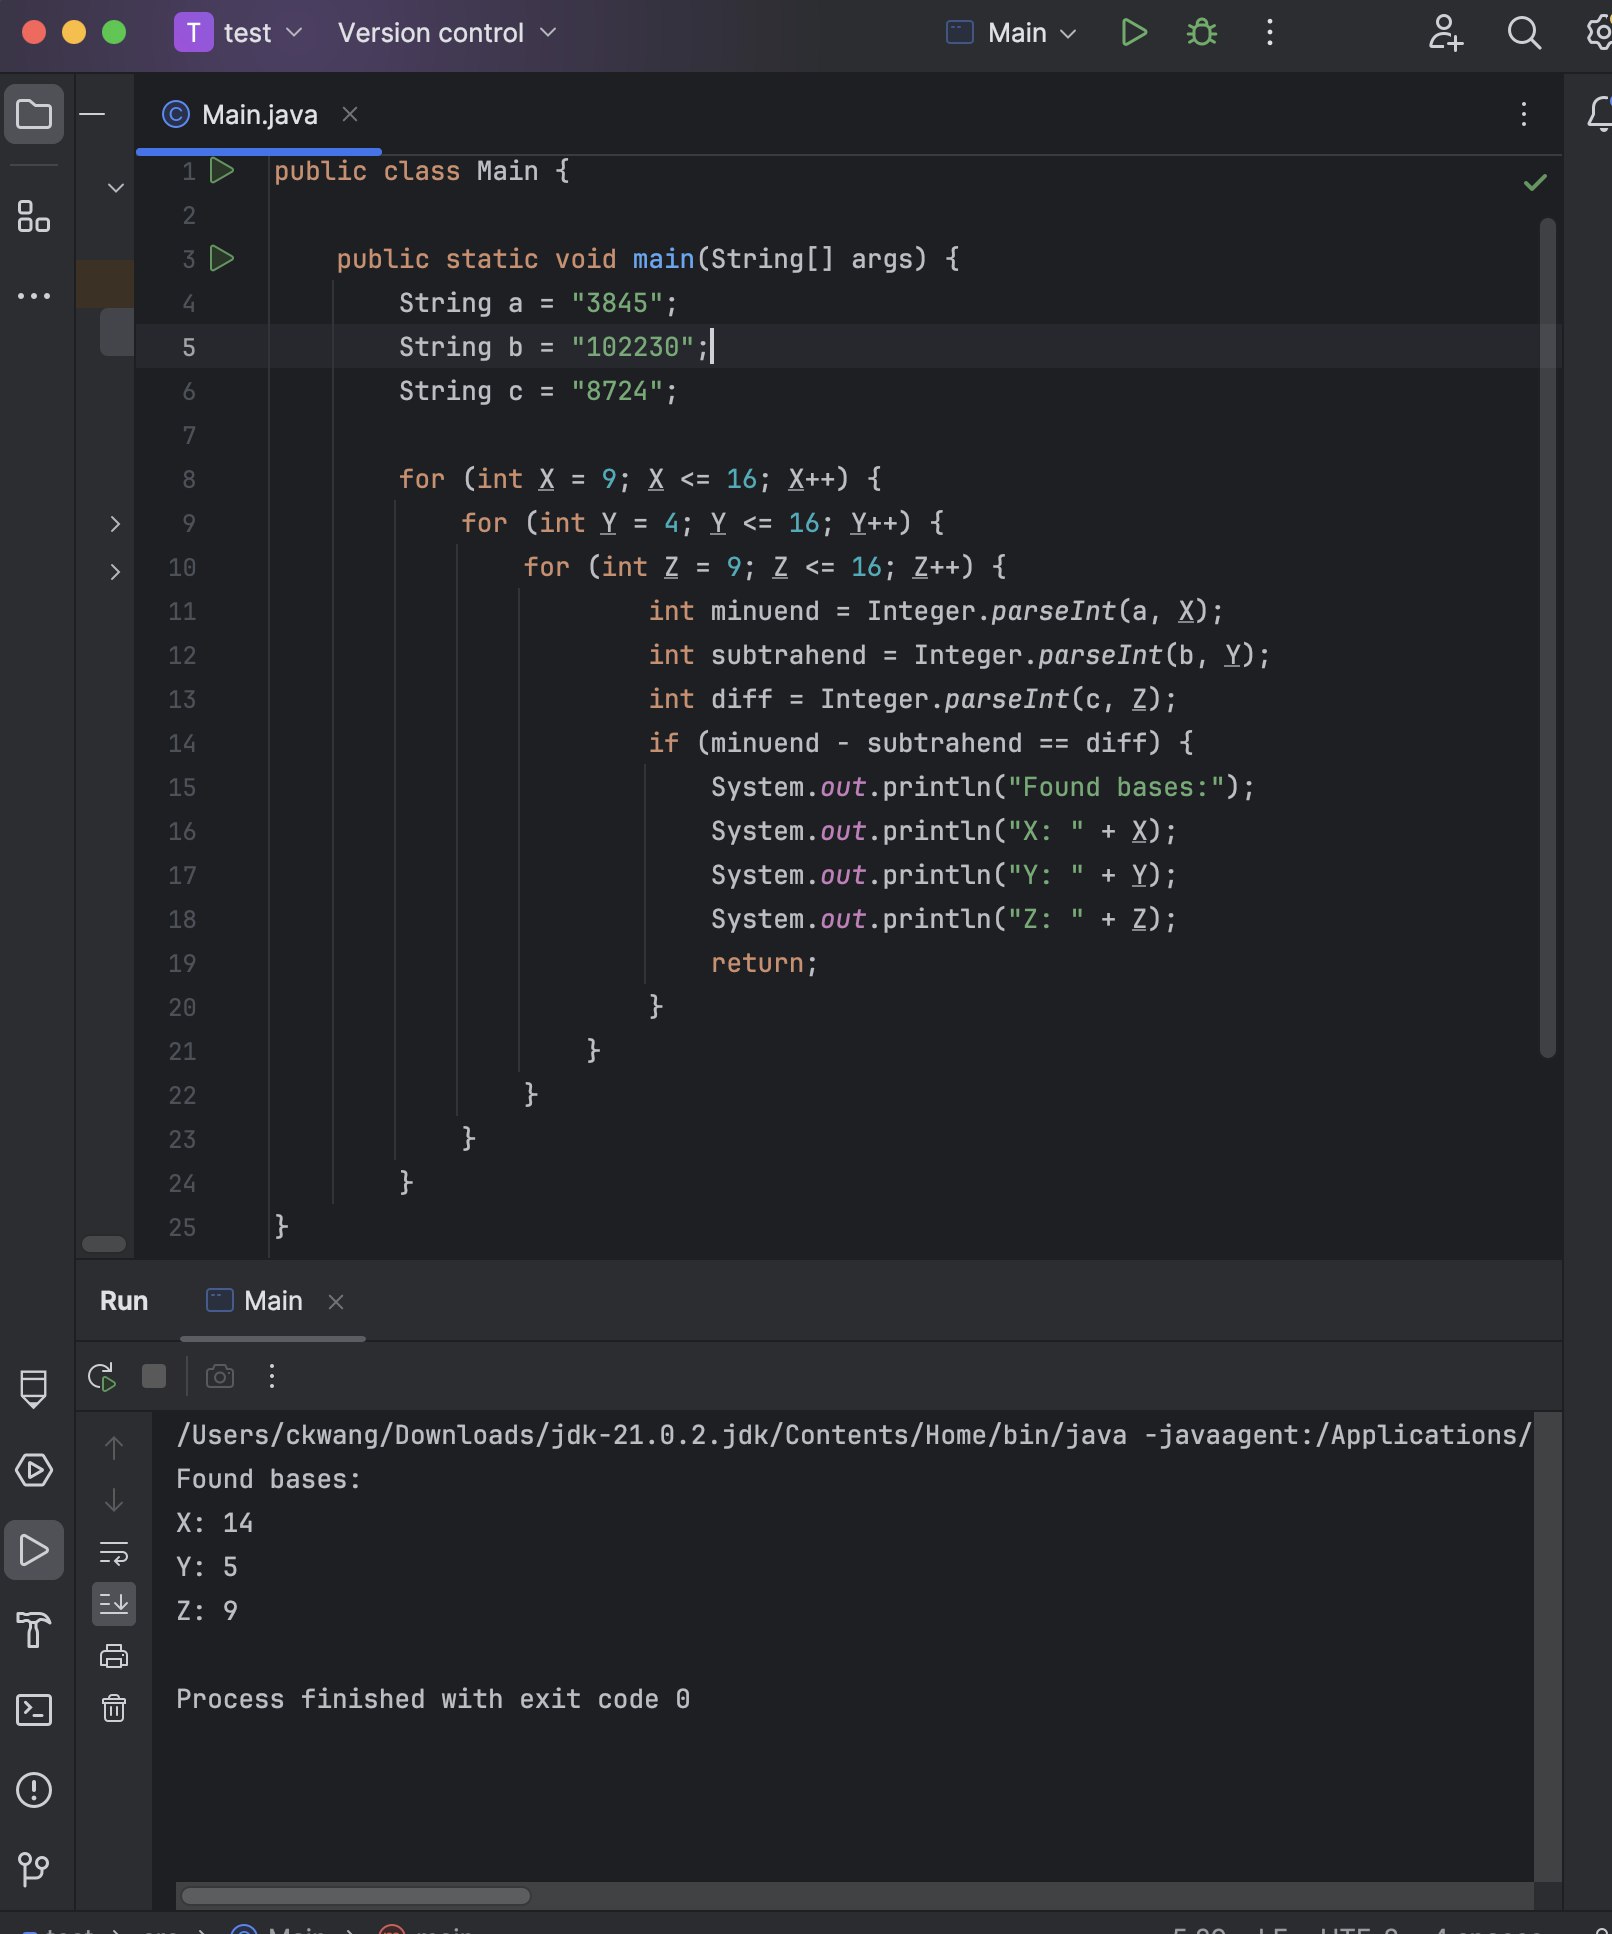 T test Version control Main
Main.java
1 public class Main {
2
3 public static void main(String[] args) {
4 String a = "3845";
5 String b = "102230";
6 String c = "8724";
7
8 for (int X = 9; X <= 16; X++) {
9 for (int Y = 4; Y <= 16; Y++) {
10 for (int Z = 9; Z <= 16; Z++) {
11 int minuend = Integer.parseInt(a, X);
12 int subtrahend = Integer.parseInt(b, Y);
13 int diff = Integer.parseInt(c, Z);
14 if (minuend - subtrahend == diff) {
15 System.out.println("Found bases:");
16 System.out.println("X: " + X);
17 System.out.println("Y: " + Y);
18 System.out.println("Z: " + Z);
19 return;
20 }
21 }
22 }
23 }
24 }
25 }
Run Main
/Users/ckwang/Downloads/jdk-21.0.2.jdk/Contents/Home/bin/java -javaagent:/Applications/
Found bases:
X: 14
Y: 5
Z: 9
Process finished with exit code 0